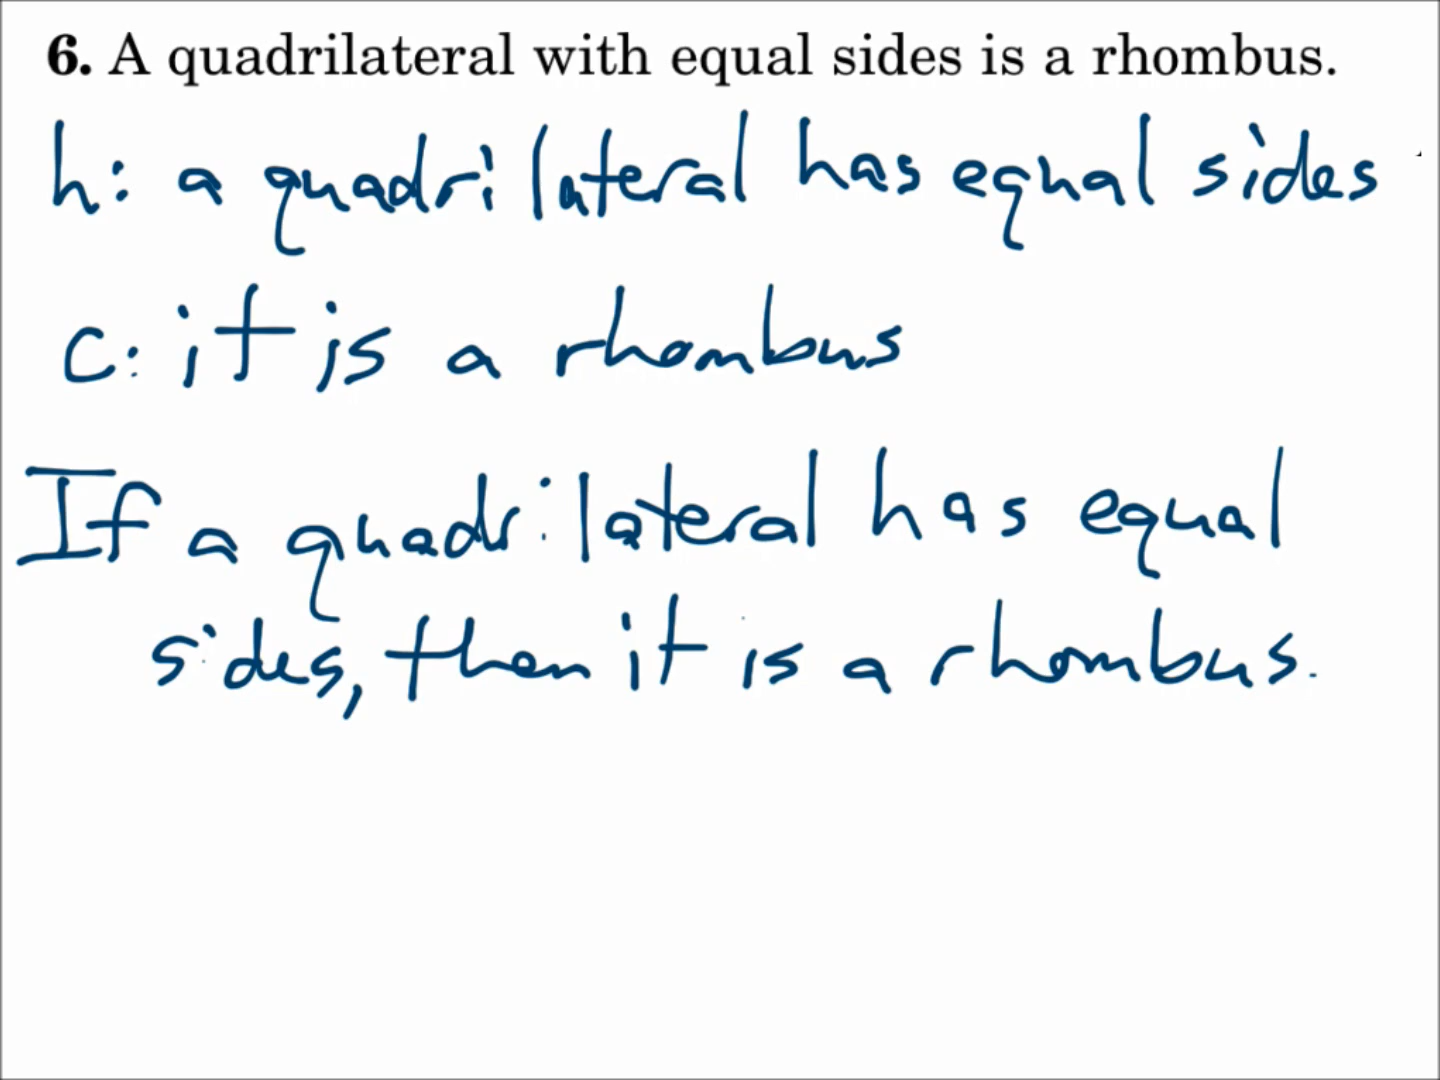 6. A quadrilateral with equal sides is a rhombus.
h: a quadrilateral has equal sides
c: it is a rhombus
If a quadrilateral has equal
sides, then it is a rhombus.